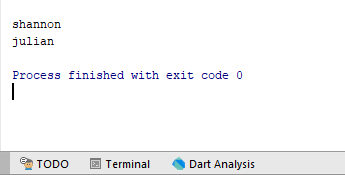 shannon
julian
Process finished with exit code 0
TODO Terminal Dart Analysis